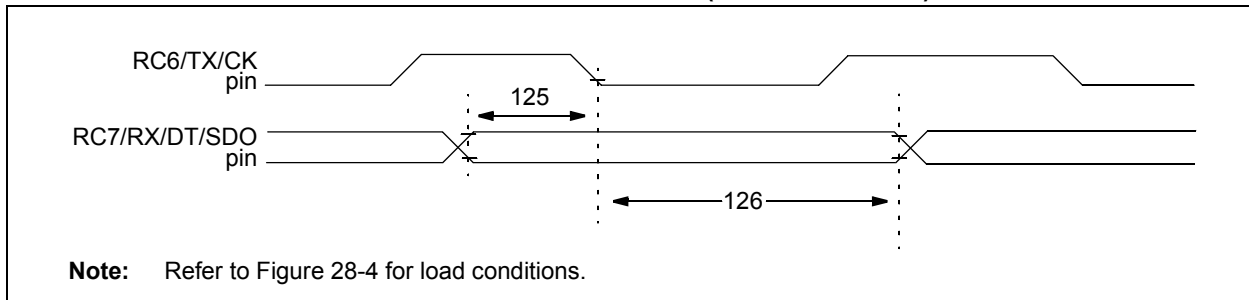 RC6/TX/CK
pin
125
RC7/RX/DT/SDO
pin
126
Note: Refer to Figure 28-4 for load conditions.